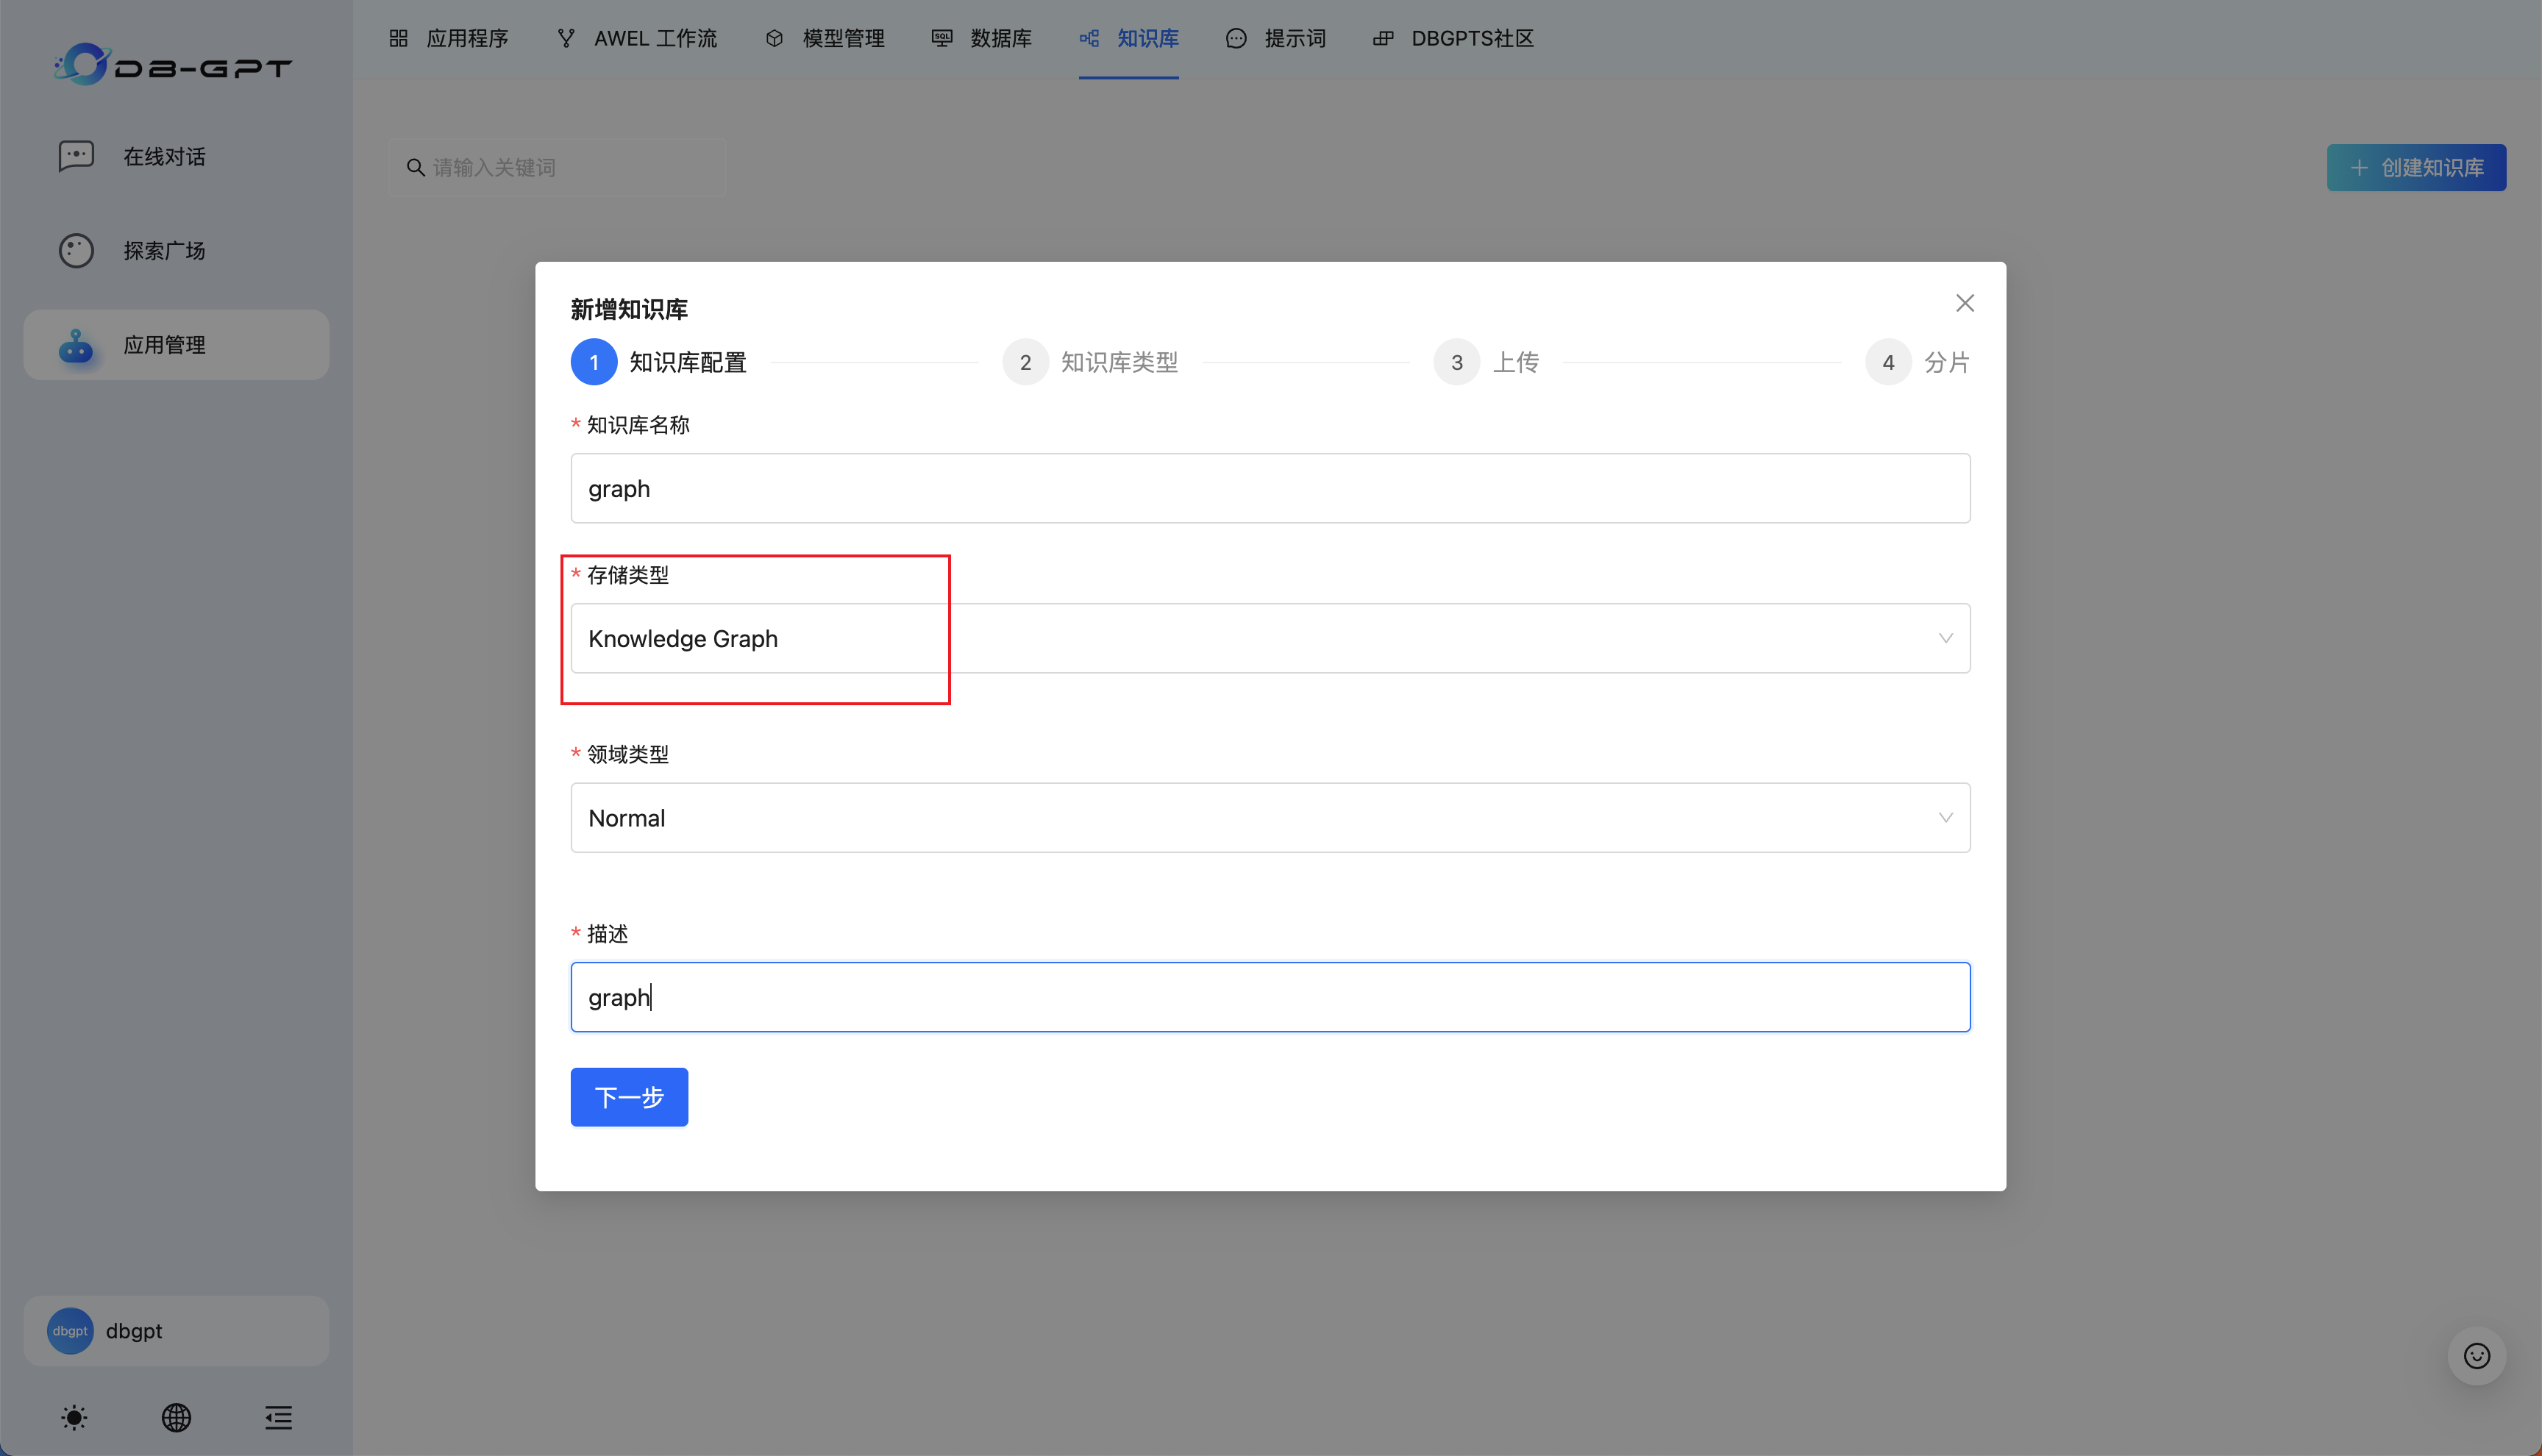 DB-GPT
应用程序
AWEL 工作流
模型管理
SQL
数据库
知识库
提示词
DBGPTS社区
在线对话
探索广场
应用管理
请输入关键词
创建知识库
新增知识库
1 知识库配置
2 知识库类型
3 上传
4 分片
* 知识库名称
graph
* 存储类型
Knowledge Graph
* 领域类型
Normal
* 描述
graph
下一步
dbgpt
dbgpt